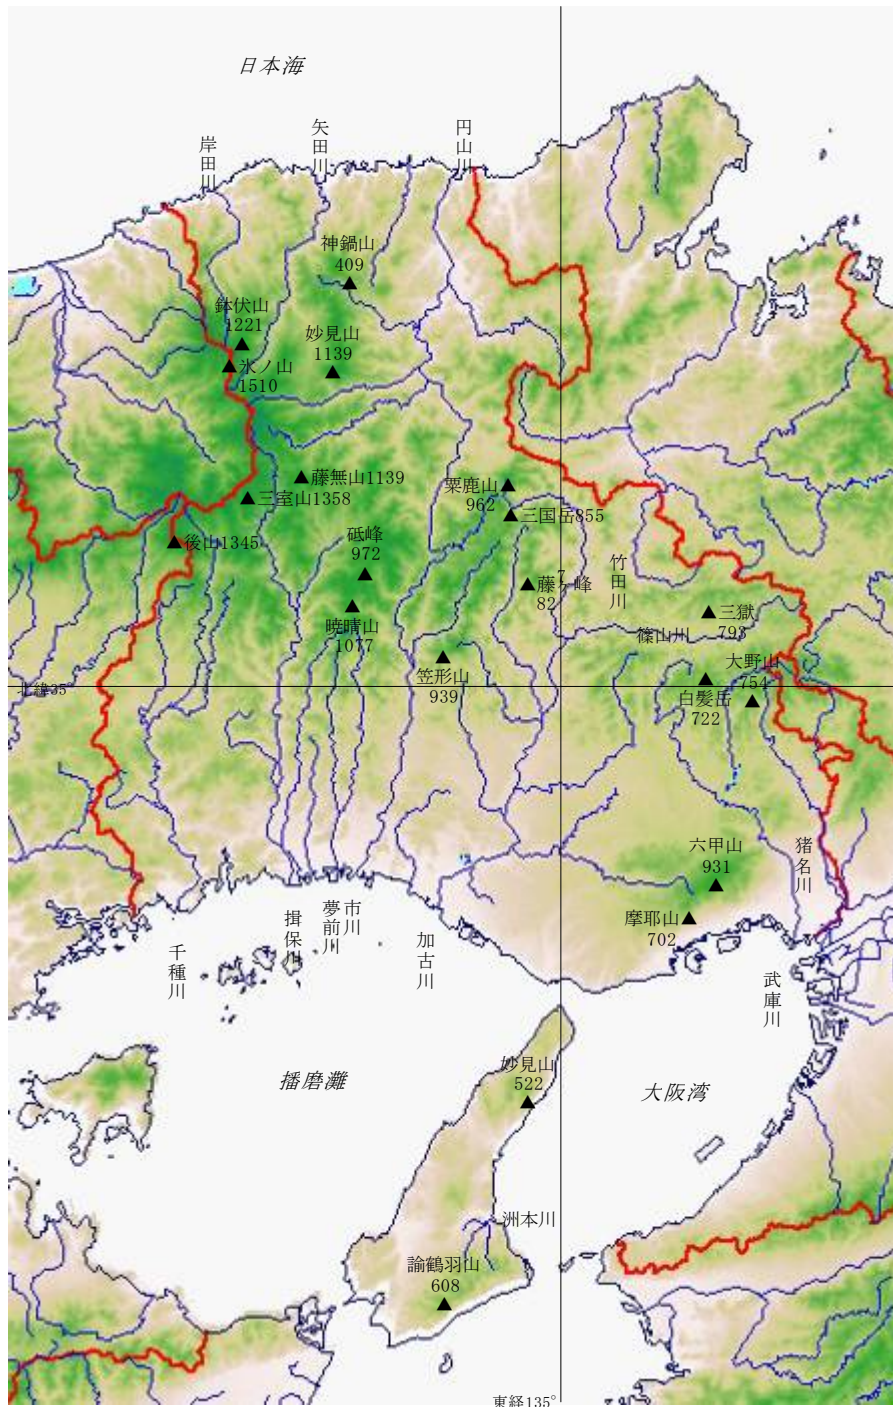 日本海
岸田川
矢田川
円山川
神鍋山
409
鉢伏山
1221
妙見山
1139
氷ノ山
1510
藤無山1139
三室山1358
粟鹿山
962
三国岳855
後山1345
砥峰
972
藤ヶ峰
82
7
竹田川
暁晴山
1077
三獄
793
篠山川
笠形山
939
大野山
754
北緯35°
白髪岳
722
六甲山
931
猪名川
摩耶山
702
千種川
揖保川
夢前川
市川
加古川
武庫川
播磨灘
妙見山
522
大阪湾
洲本川
諭鶴羽山
608
東経135°